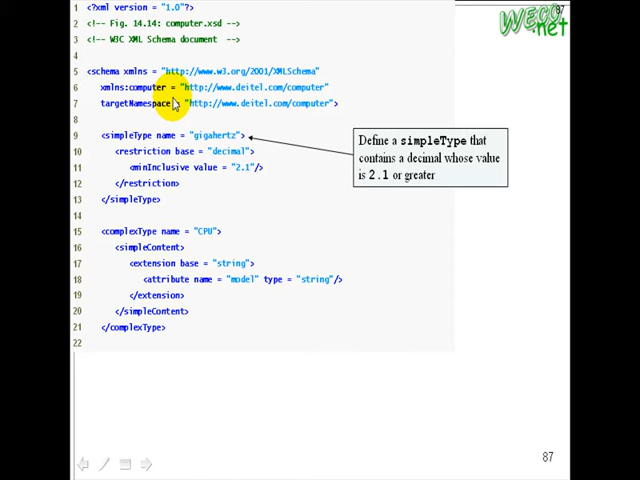 87
WECO
.net
1 <?xml version = "1.0"?>
2 <!-- Fig. 14.14: computer.xsd -->
3 <!-- W3C XML Schema document -->
4
5 <schema xmlns = "http://www.w3.org/2001/XMLSchema"
6 xmlns:computer = "http://www.deitel.com/computer"
7 targetNamespace = "http://www.deitel.com/computer">
8
9 <simpleType name = "gigahertz">
10 <restriction base = "decimal">
11 <minInclusive value = "2.1"/>
12 </restriction>
13 </simpleType>
14
15 <complexType name = "CPU">
16 <simpleContent>
17 <extension base = "string">
18 <attribute name = "model" type = "string"/>
19 </extension>
20 </simpleContent>
21 </complexType>
22
Define a simpleType that
contains a decimal whose value
is 2.1 or greater
87